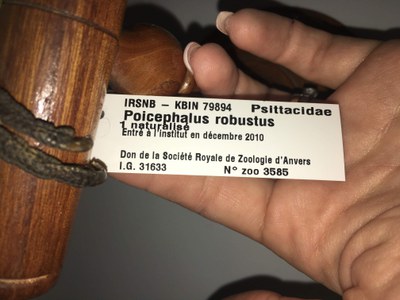 IRSNB – KBIN 79894 Psittacidae
Poicephalus robustus
1 naturalisé
Entré à l'Institut en décembre 2010
Don de la Société Royale de Zoologie d'Anvers
I.G. 31633 N° zoo 3585